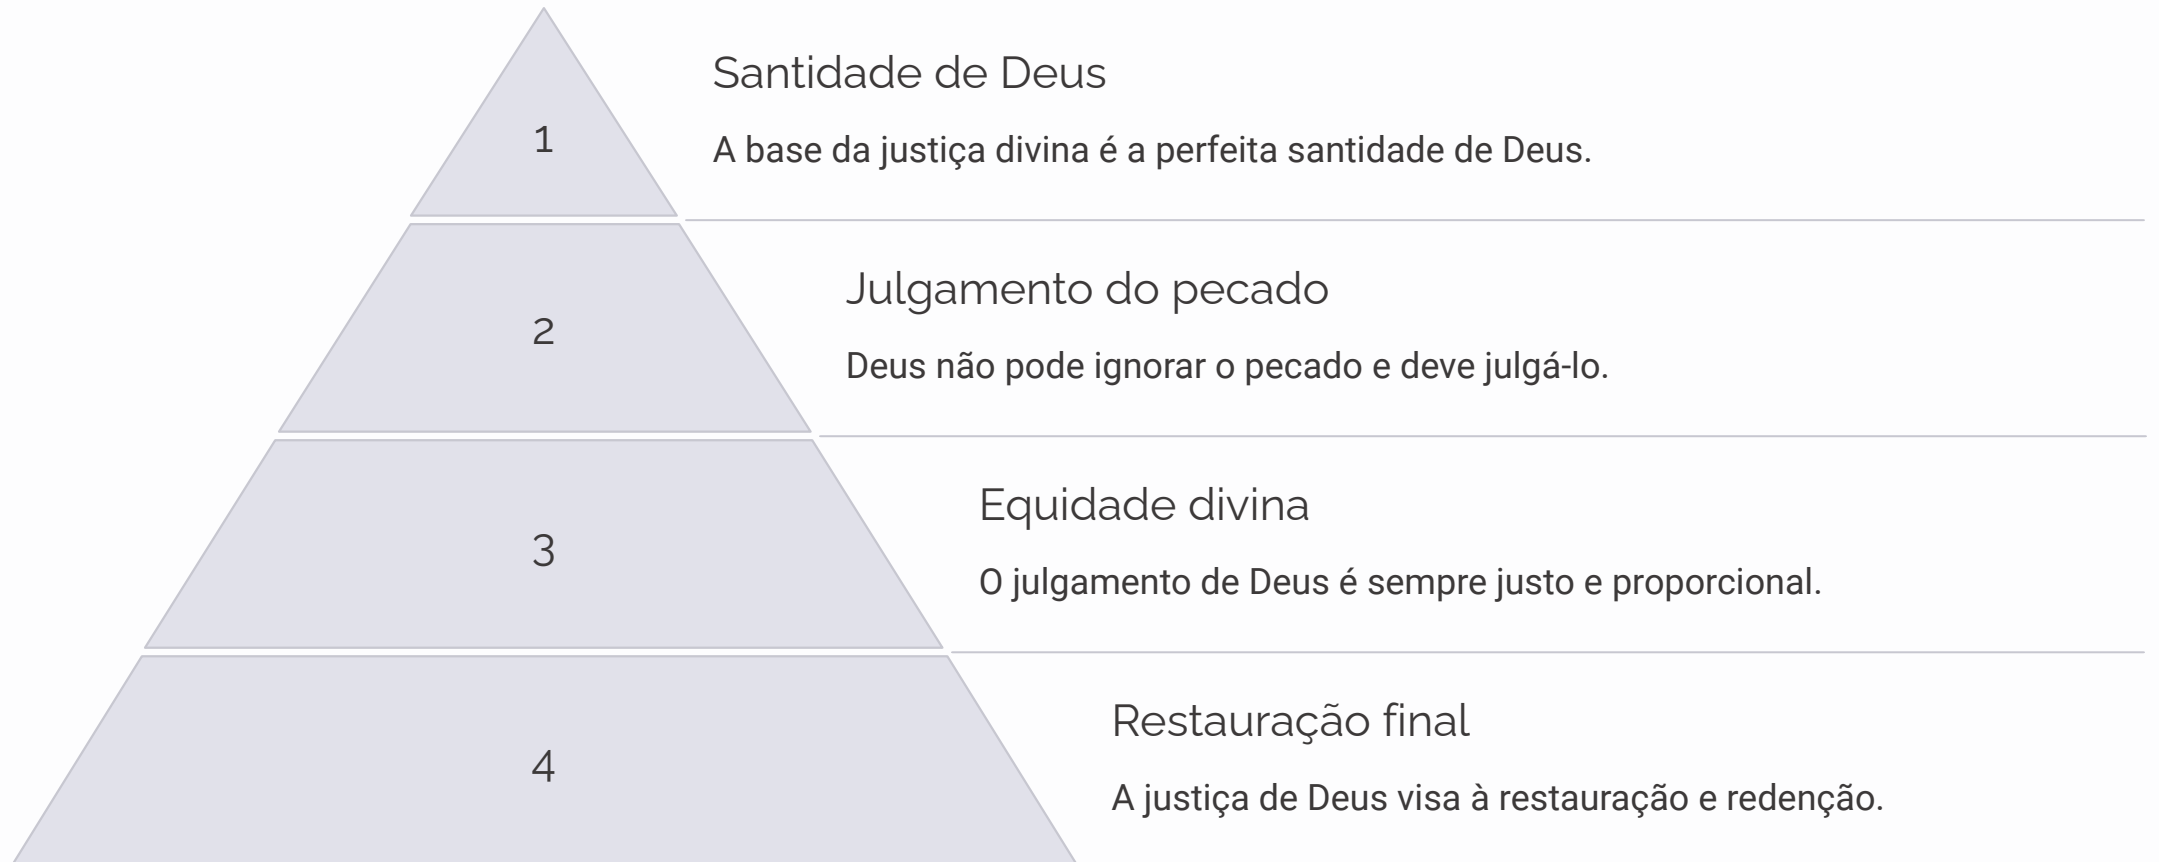 1
Santidade de Deus
A base da justiça divina é a perfeita santidade de Deus.
2
Julgamento do pecado
Deus não pode ignorar o pecado e deve julgá-lo.
3
Equidade divina
O julgamento de Deus é sempre justo e proporcional.
4
Restauração final
A justiça de Deus visa à restauração e redenção.